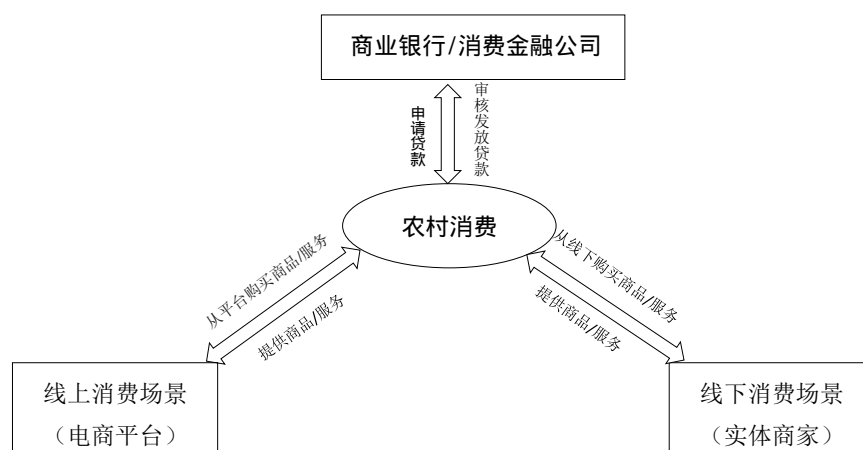 商业银行/消费金融公司
申请贷款
审核发放贷款
农村消费
从平台购买商品/服务
提供商品/服务
从线下购买商品/服务
提供商品/服务
线上消费场景
（电商平台）
线下消费场景
（实体商家）